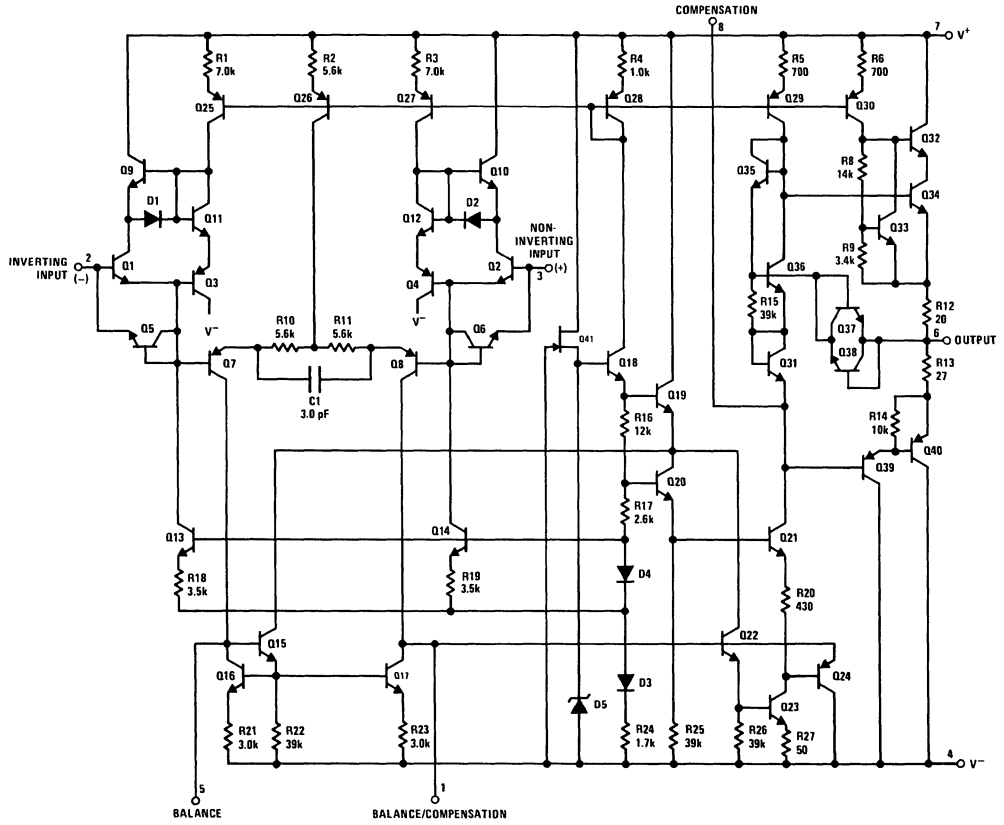 COMPENSATION
8
7
V+
R1
7.0k
R2
5.6k
R3
7.0k
R4
1.0k
R5
700
R6
700
Q25
Q26
Q27
Q28
Q29
Q30
Q32
Q9
Q10
Q35
R8
14k
Q34
D1
D2
Q11
Q12
Q33
R9
3.4k
INVERTING
INPUT
(−)
2
Q1
Q3
V−
Q4
V−
Q2
NON-
INVERTING
INPUT
3
(+)
Q36
R15
39k
R12
20
Q5
R10
5.6k
R11
5.6k
Q6
Q41
Q37
Q38
6
OUTPUT
Q7
Q8
C1
3.0 pF
Q18
Q31
R13
27
Q19
R16
12k
R14
10k
Q39
Q40
Q20
R17
2.6k
Q13
Q14
Q21
R18
3.5k
R19
3.5k
D4
R20
430
Q15
Q22
Q16
Q17
D3
Q24
Q23
D5
R21
3.0k
R22
39k
R23
3.0k
R24
1.7k
R25
39k
R26
39k
R27
50
4
V−
5
BALANCE
1
BALANCE/COMPENSATION